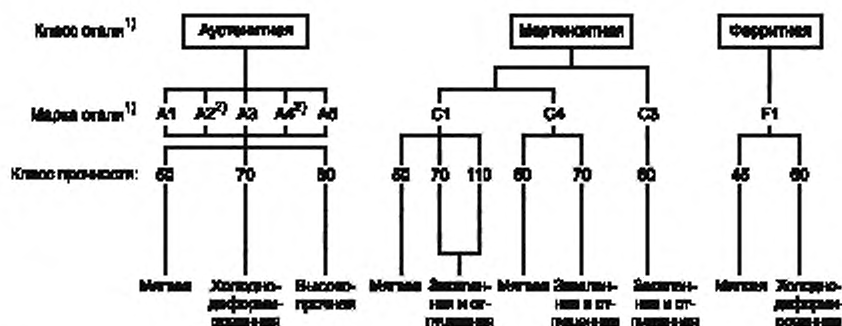 Класс стали¹⁾ Аустенитная Мартенситная Ферритная
Марка стали¹⁾ A1 A2²⁾ A3 A4²⁾ A5 C1 C4 C3 F1
Класс прочности: 50 70 80 50 70 110 50 70 80 45 60
Мягкая Холодно- Высоко- Мягкая Закален- Мягкая Закален- Закален- Мягкая Холодно-
деформи- прочная ная и от- ная и от- ная и от- деформи-
рованная пущенная пущенная пущенная рованная